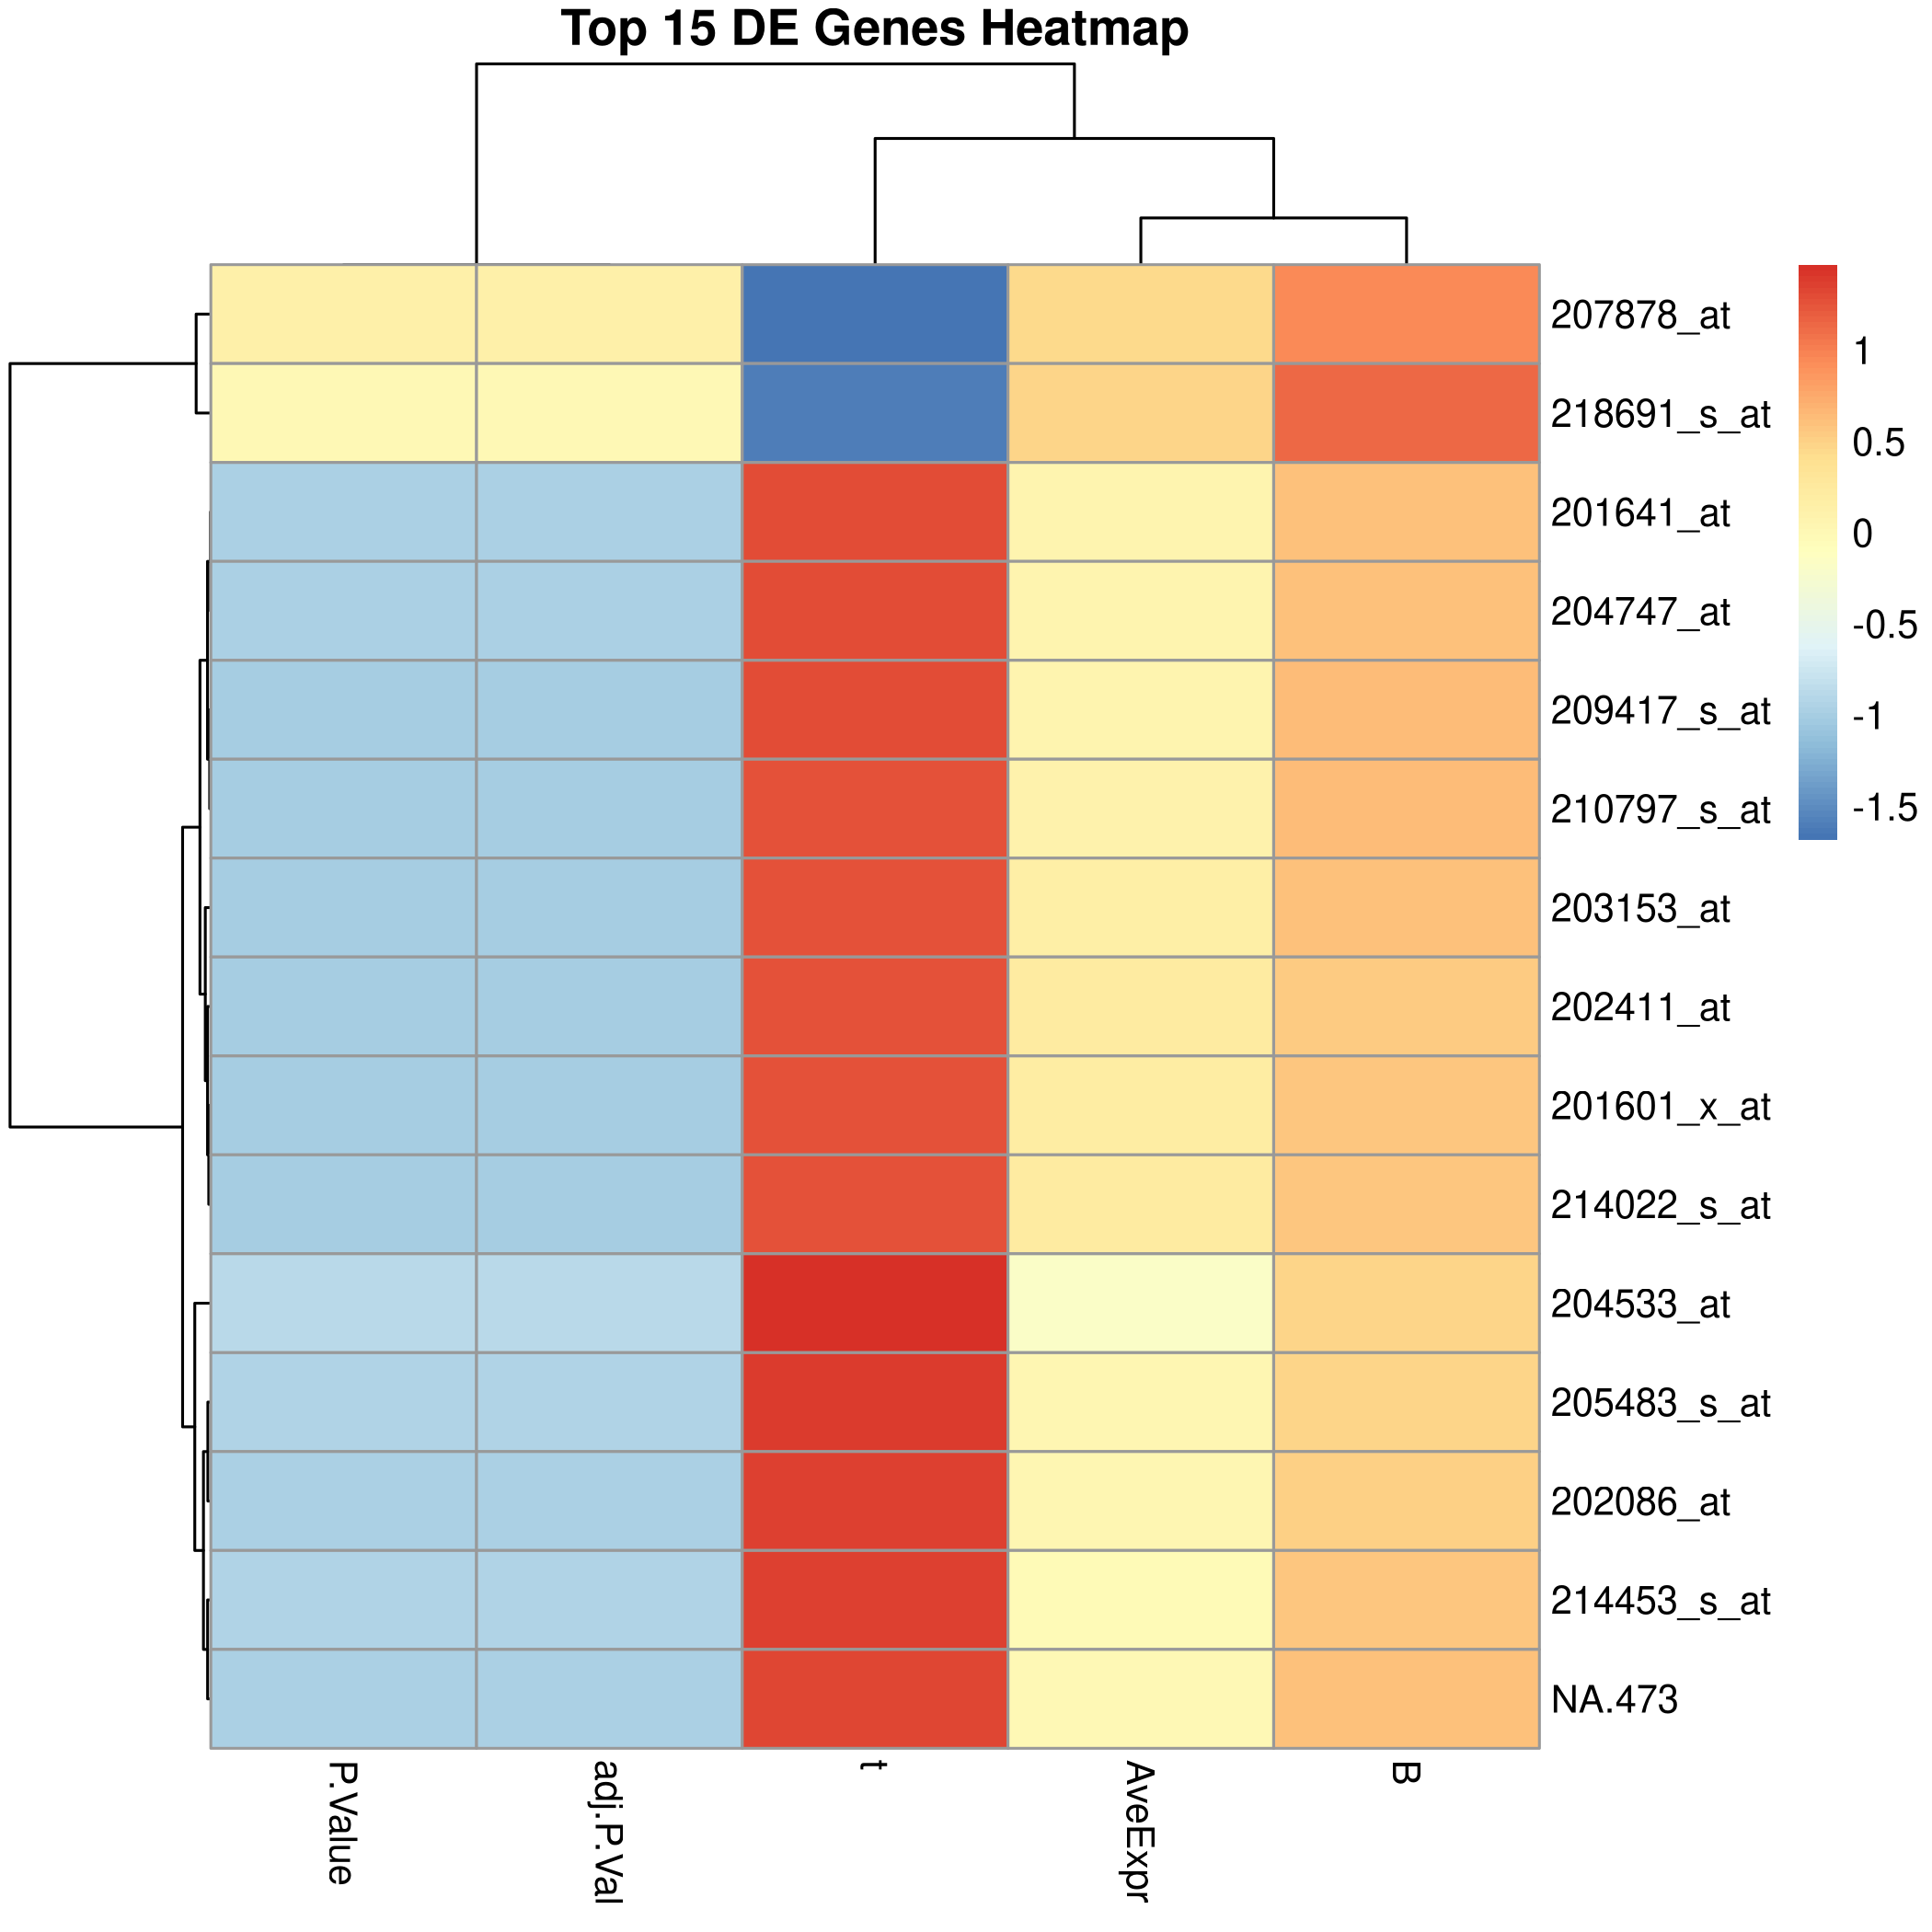 Top 15 DE Genes Heatmap
207878_at
218691_s_at
201641_at
204747_at
209417_s_at
210797_s_at
203153_at
202411_at
201601_x_at
214022_s_at
204533_at
205483_s_at
202086_at
214453_s_at
NA.473
1
0.5
0
-0.5
-1
-1.5
P.Value
adj.P.Val
t
AveExpr
B